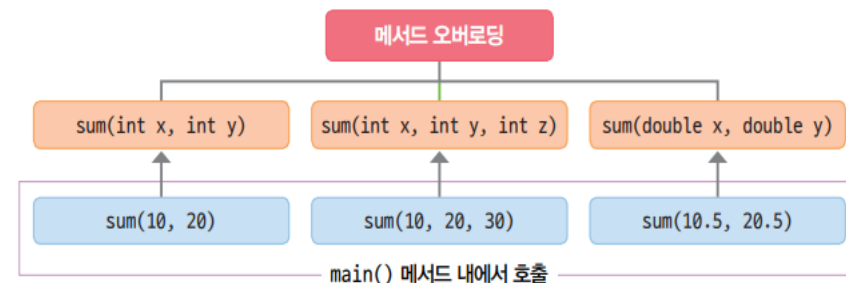 메서드 오버로딩
sum(int x, int y)
sum(int x, int y, int z)
sum(double x, double y)
sum(10, 20)
sum(10, 20, 30)
sum(10.5, 20.5)
main() 메서드 내에서 호출